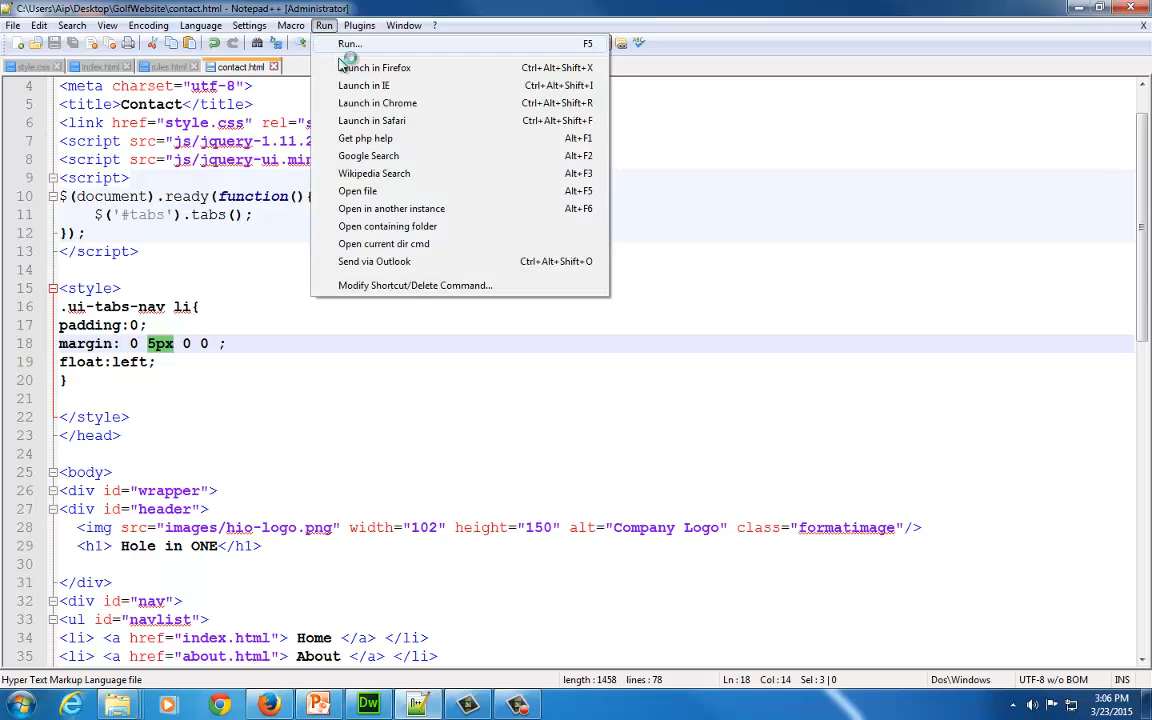 C:\Users\Aip\Desktop\GolfWebsite\contact.html - Notepad++ [Administrator]
File Edit Search View Encoding Language Settings Macro Run Plugins Window ? X
style.css index.html rules.html contact.html
Run... F5
Launch in Firefox Ctrl+Alt+Shift+X
Launch in IE Ctrl+Alt+Shift+I
Launch in Chrome Ctrl+Alt+Shift+R
Launch in Safari Ctrl+Alt+Shift+F
Get php help Alt+F1
Google Search Alt+F2
Wikipedia Search Alt+F3
Open file Alt+F5
Open in another instance Alt+F6
Open containing folder
Open current dir cmd
Send via Outlook Ctrl+Alt+Shift+O
Modify Shortcut/Delete Command...
4 <meta charset="utf-8">
5 <title>Contact</title>
6 <link href="style.css" rel="s
7 <script src="js/jquery-1.11.2
8 <script src="js/jquery-ui.min
9 <script>
10 $(document).ready(function(){
11 $('#tabs').tabs();
12 });
13 </script>
14
15 <style>
16 .ui-tabs-nav li{
17 padding:0;
18 margin: 0 5px 0 0 ;
19 float:left;
20 }
21
22 </style>
23 </head>
24
25 <body>
26 <div id="wrapper">
27 <div id="header">
28 <img src="images/hio-logo.png" width="102" height="150" alt="Company Logo" class="formatimage"/>
29 <h1> Hole in ONE</h1>
30
31 </div>
32 <div id="nav">
33 <ul id="navlist">
34 <li> <a href="index.html"> Home </a> </li>
35 <li> <a href="about.html"> About </a> </li>
Hyper Text Markup Language file length : 1458 lines : 78 Ln : 18 Col : 14 Sel : 3 | 0 Dos\Windows UTF-8 w/o BOM INS
Dw
3:06 PM
3/23/2015